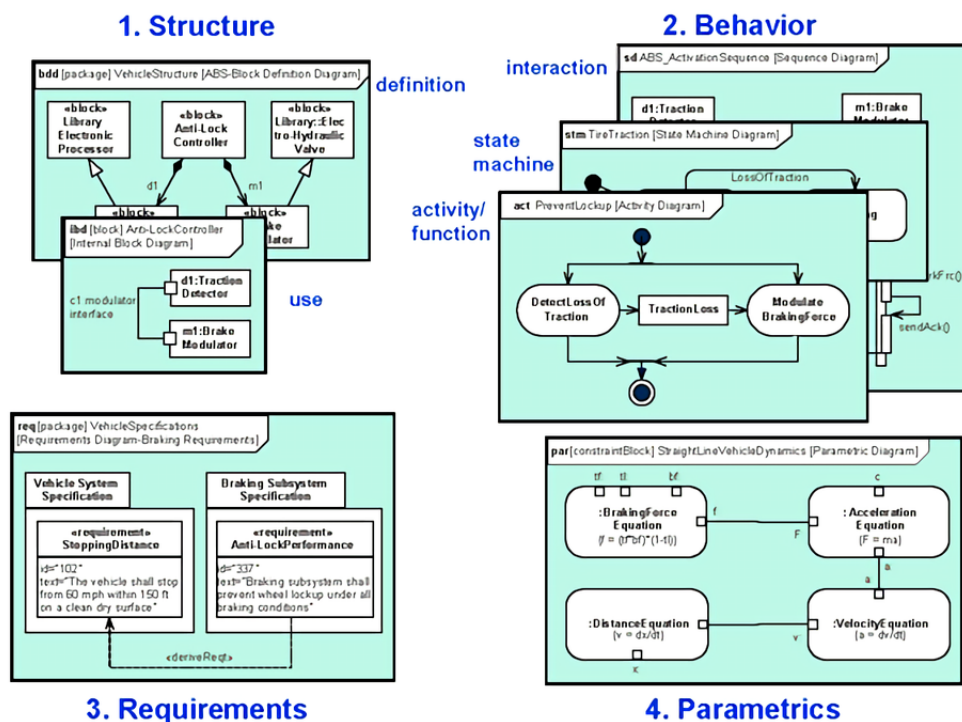 1. Structure
bdd [package] VehicleStructure [ABS-Block Definition Diagram]
definition
«block»
Library
Electronic
Processor
«block»
Anti-Lock
Controller
«block»
Library::Elec
tro-Hydraulic
Valve
d1
m1
«block»
«block»
ibd [block] Anti-LockController
[Internal Block Diagram]
use
d1:Traction
Detector
c1 modulator
interface
m1:Brake
Modulator
2. Behavior
interaction
sd ABS_ActivationSequence [Sequence Diagram]
d1:Traction
Detector
m1:Brake
Modulator
state
machine
stm TireTraction [State Machine Diagram]
LossOfTraction
activity/
function
act PreventLockup [Activity Diagram]
DetectLossOf
Traction
TractionLoss
Modulate
BrakingForce
sendAck()
req [package] VehicleSpecifications
[Requirements Diagram-Braking Requirements]
Vehicle System
Specification
Braking Subsystem
Specification
«requirement»
StoppingDistance
id="102"
text="The vehicle shall stop
from 60 mph within 150 ft
on a clean dry surface"
«requirement»
Anti-LockPerformance
id="337"
text="Braking subsystem shall
prevent wheel lockup under all
braking conditions"
«deriveReqt»
3. Requirements
par [constraintBlock] StraightLineVehicleDynamics [Parametric Diagram]
tf
tl
bf
c
:BrakingForce
Equation
{f = (tf*bf)*(1-tl)}
f
F
:Acceleration
Equation
{F = ma}
a
a
:DistanceEquation
{v = dx/dt}
v
:VelocityEquation
{a = dv/dt}
x
4. Parametrics